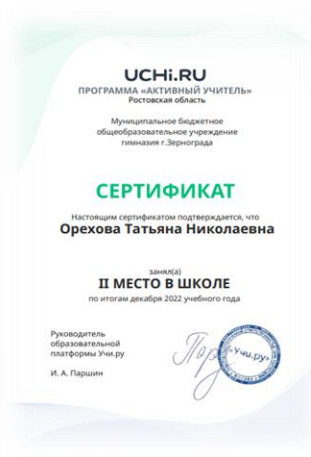 UCHi.RU
ПРОГРАММА «АКТИВНЫЙ УЧИТЕЛЬ»
Ростовская область
Муниципальное бюджетное
общеобразовательное учреждение
гимназия г.Зернограда
СЕРТИФИКАТ
Настоящим сертификатом подтверждается, что
Орехова Татьяна Николаевна
занял(а)
II МЕСТО В ШКОЛЕ
по итогам декабря 2022 учебного года
Руководитель
образовательной
платформы Учи.ру
И. А. Паршин
«Учи.ру»